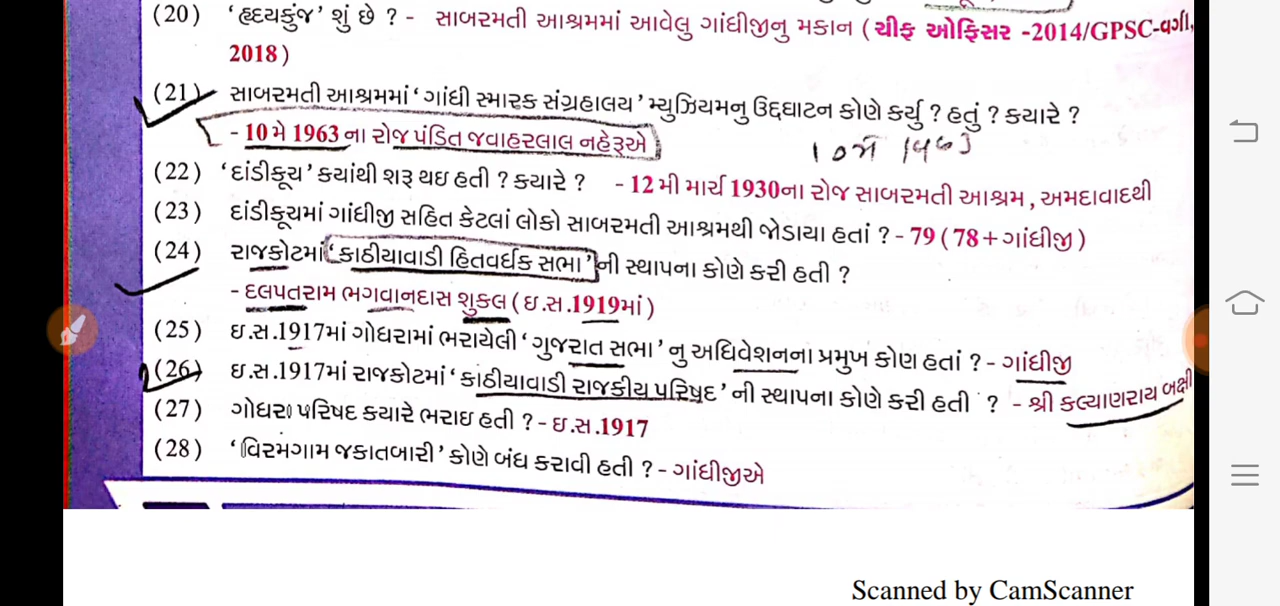 (20) ‘હૃદયકુંજ’ શું છે ? - સાબરમતી આશ્રમમાં આવેલુ ગાંધીજીનુ મકાન ( ચીફ ઓફિસર -2014/GPSC-વર્ગ,
2018 )
(21) સાબરમતી આશ્રમમાં ‘ ગાંધી સ્મારક સંગ્રહાલય ’ મ્યુઝિયમનુ ઉદ્દઘાટન કોણે કર્યુ ? હતું ? કયારે ?
- 10 મે 1963 ના રોજ પંડિત જવાહરલાલ નહેરૂએ
10મે 1963
(22) ‘દાંડીકૂચ’ કયાંથી શરૂ થઇ હતી ? કયારે ? - 12 મી માર્ચ 1930ના રોજ સાબરમતી આશ્રમ , અમદાવાદથી
(23) દાંડીકૂચમાં ગાંધીજી સહિત કેટલાં લોકો સાબરમતી આશ્રમથી જોડાયા હતાં ? - 79 ( 78 + ગાંધીજી )
(24) રાજકોટમાં ‘કાઠીયાવાડી હિતવર્ધક સભા’ ની સ્થાપના કોણે કરી હતી ?
- દલપતરામ ભગવાનદાસ શુકલ ( ઇ.સ.1919માં )
(25) ઇ.સ.1917માં ગોધરામાં ભરાયેલી ‘ ગુજરાત સભા ’ નુ અધિવેશનના પ્રમુખ કોણ હતાં ? - ગાંધીજી
(26) ઇ.સ.1917માં રાજકોટમાં ‘ કાઠીયાવાડી રાજકીય પરિષદ ’ ની સ્થાપના કોણે કરી હતી ? - શ્રી કલ્યાણરાય બક્ષી
(27) ગોધરા પરિષદ કયારે ભરાઇ હતી ? - ઇ.સ.1917
(28) ‘વિરમગામ જકાતબારી’ કોણે બંધ કરાવી હતી ? - ગાંધીજીએ
Scanned by CamScanner